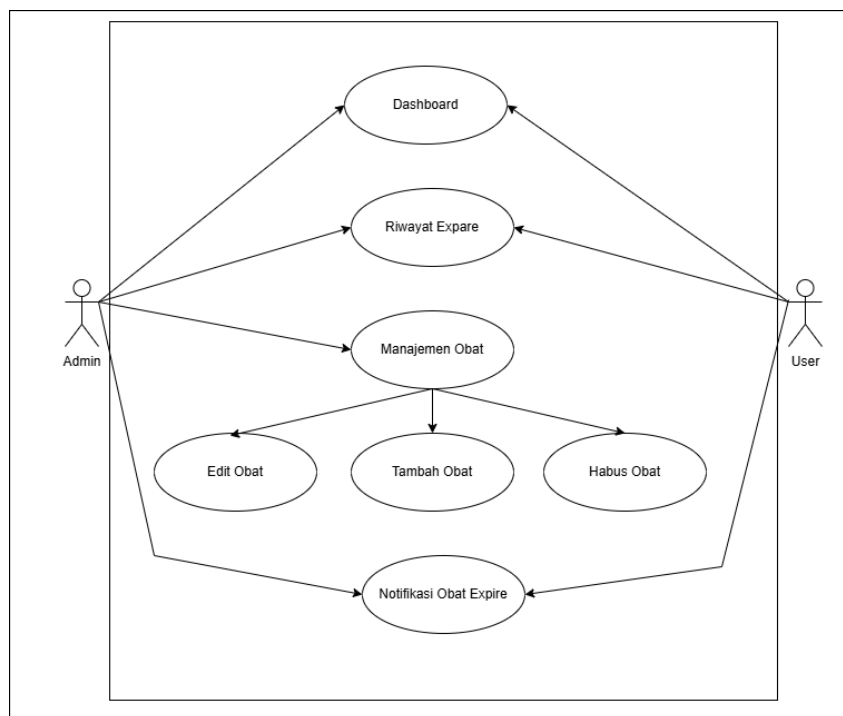 Dashboard
Riwayat Expare
Manajemen Obat
Admin
User
Edit Obat
Tambah Obat
Habus Obat
Notifikasi Obat Expire